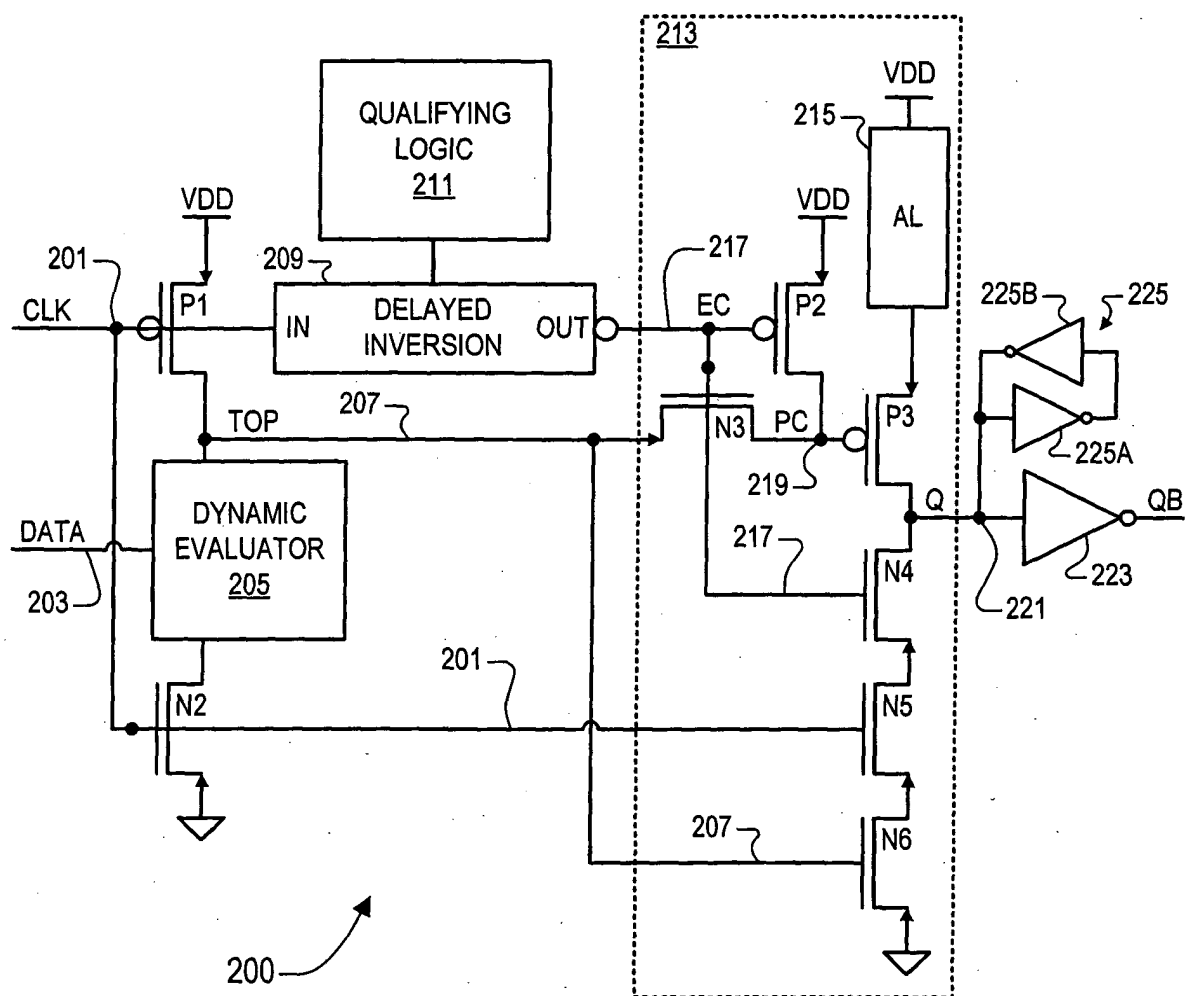 213
VDD
215
QUALIFYING
LOGIC
211
AL
VDD
VDD
217
201
209
225B
225
CLK
P1
IN
DELAYED
INVERSION
OUT
EC
P2
207
TOP
N3
PC
P3
225A
219
DATA
DYNAMIC
EVALUATOR
205
Q
QB
203
217
N4
221
223
201
N2
N5
207
N6
200